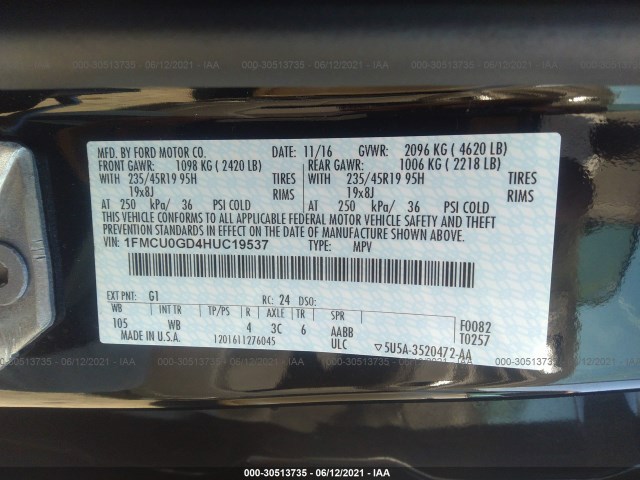 000-30513735 - 06/12/2021 - IAA
MFD. BY FORD MOTOR CO.
DATE: 11/16 GVWR: 2096 KG ( 4620 LB)
FRONT GAWR: 1098 KG ( 2420 LB)
REAR GAWR: 1006 KG ( 2218 LB)
WITH 235/45R19 95H TIRES
WITH 235/45R19 95H TIRES
19x8J RIMS
19x8J RIMS
AT 250 kPa/ 36 PSI COLD
AT 250 kPa/ 36 PSI COLD
THIS VEHICLE CONFORMS TO ALL APPLICABLE FEDERAL MOTOR VEHICLE SAFETY AND THEFT
PREVENTION STANDARDS IN EFFECT ON THE DATE OF MANUFACTURE SHOWN ABOVE.
VIN: 1FMCU0GD4HUC19537
TYPE: MPV
EXT PNT: G1 RC: 24 DSO:
WB INT TR TP/PS R AXLE TR SPR
105 WB 4 3C 6 AABB F0082
MADE IN U.S.A. 1201611276045 ULC T0257
▽5U5A-3520472-AA
000-30513735 - 06/12/2021 - IAA